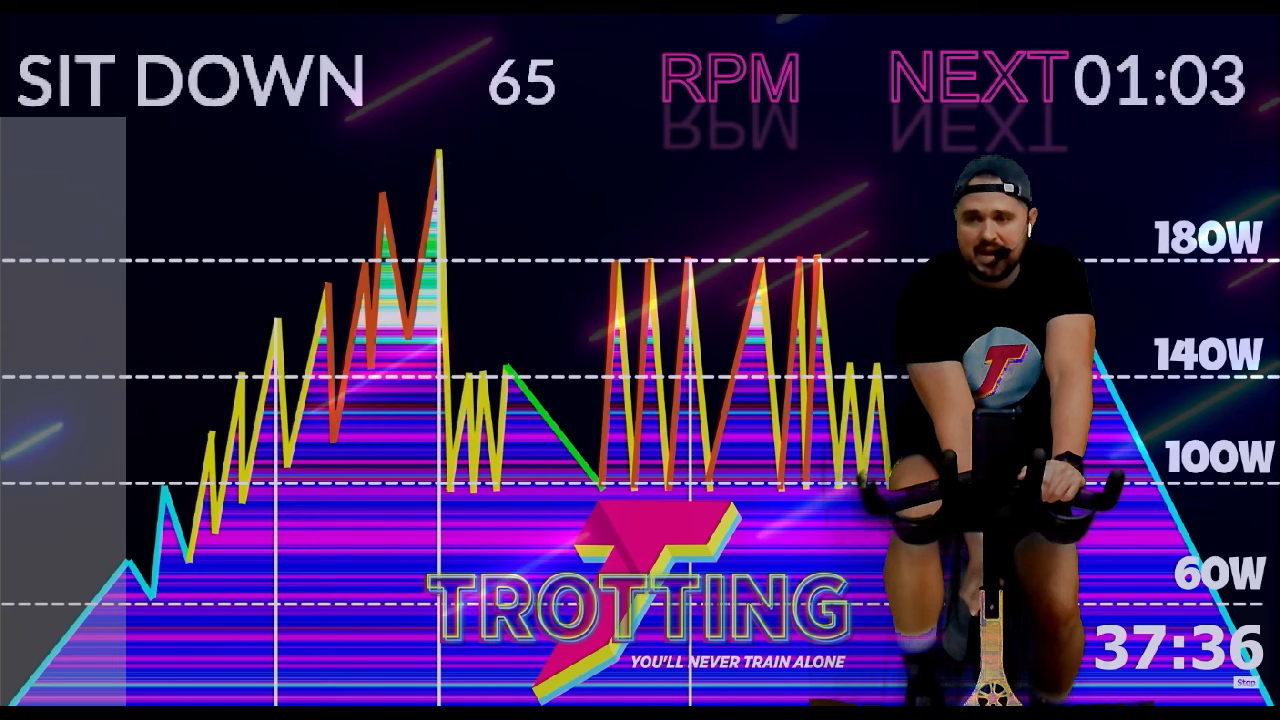 SIT DOWN 65 RPM NEXT 01:03
180W
140W
100W
60W
TROTTING
YOU'LL NEVER TRAIN ALONE
37:36
Stop
T